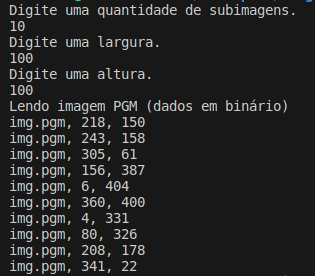 Digite uma quantidade de subimagens.
10
Digite uma largura.
100
Digite uma altura.
100
Lendo imagem PGM (dados em binário)
img.pgm, 218, 150
img.pgm, 243, 158
img.pgm, 305, 61
img.pgm, 156, 387
img.pgm, 6, 404
img.pgm, 360, 400
img.pgm, 4, 331
img.pgm, 80, 326
img.pgm, 208, 178
img.pgm, 341, 22